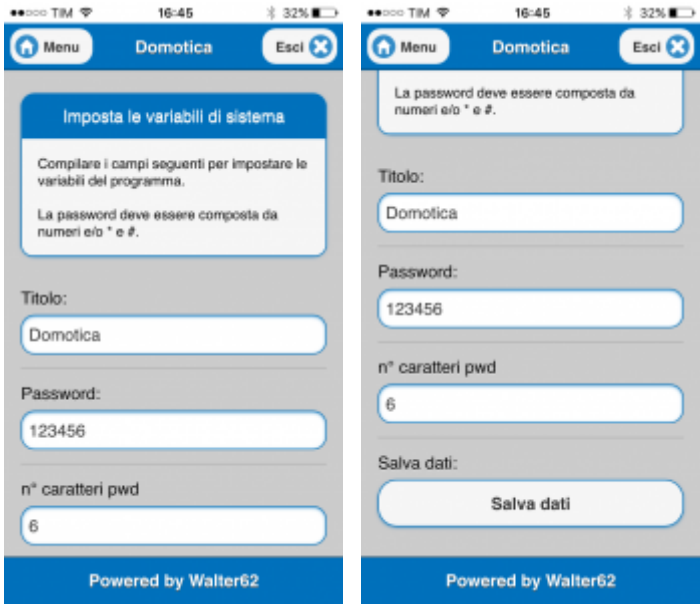 TIM 16:45 32%
Menu Domotica Esci
Imposta le variabili di sistema
Compilare i campi seguenti per impostare le
variabili del programma.
La password deve essere composta da
numeri e/o * e #.
Titolo:
Domotica
Password:
123456
n° caratteri pwd
6
Powered by Walter62
TIM 16:45 32%
Menu Domotica Esci
La password deve essere composta da
numeri e/o * e #.
Titolo:
Domotica
Password:
123456
n° caratteri pwd
6
Salva dati:
Salva dati
Powered by Walter62